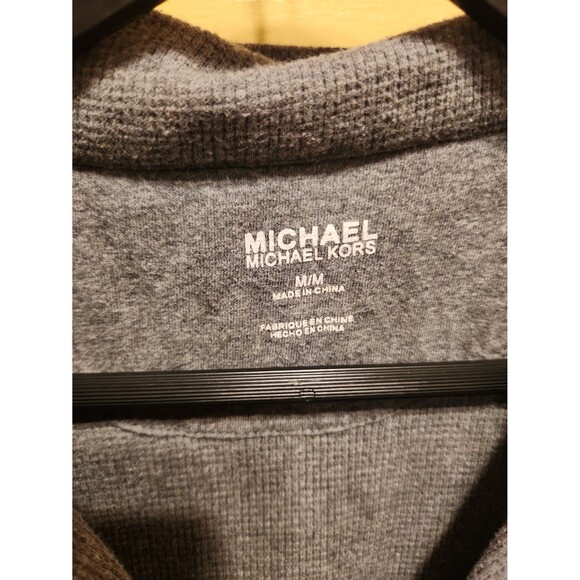 MICHAEL
MICHAEL KORS
M/M
MADE IN CHINA
FABRIQUE EN CHINE
HECHO EN CHINA